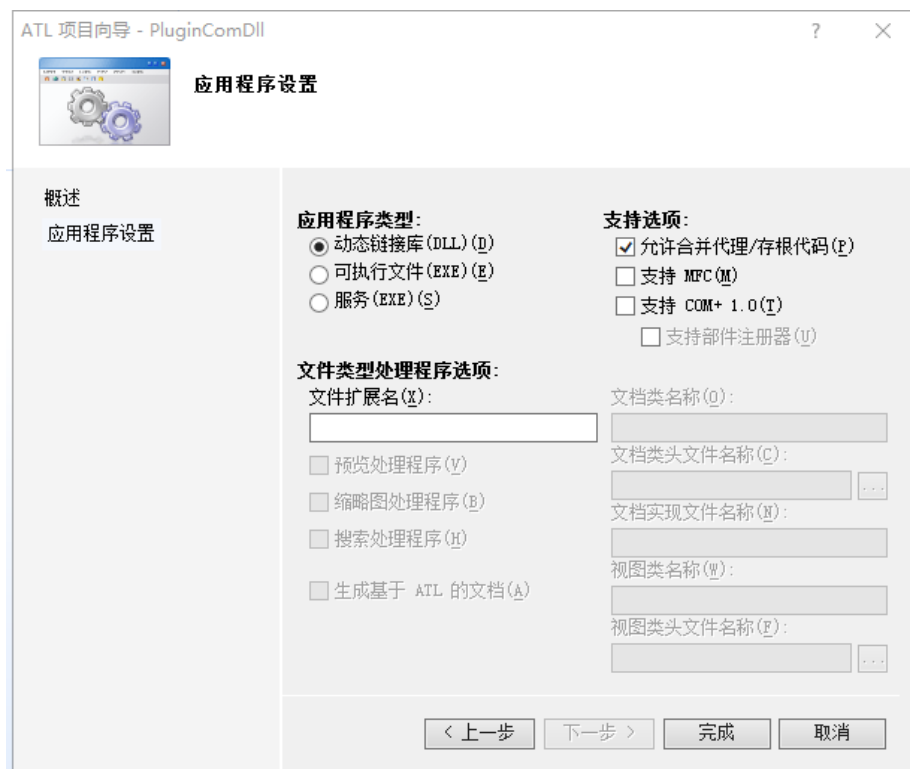 ATL 项目向导 - PluginComDll
应用程序设置
概述
应用程序设置
应用程序类型:
动态链接库(DLL)(D)
可执行文件(EXE)(E)
服务(EXE)(S)
支持选项:
允许合并代理/存根代码(P)
支持 MFC(M)
支持 COM+ 1.0(T)
支持部件注册器(U)
文件类型处理程序选项:
文件扩展名(X):
预览处理程序(V)
缩略图处理程序(B)
搜索处理程序(H)
生成基于 ATL 的文档(A)
文档类名称(O):
文档类头文件名称(C):
...
文档实现文件名称(N):
视图类名称(W):
视图类头文件名称(F):
...
< 上一步
下一步 >
完成
取消